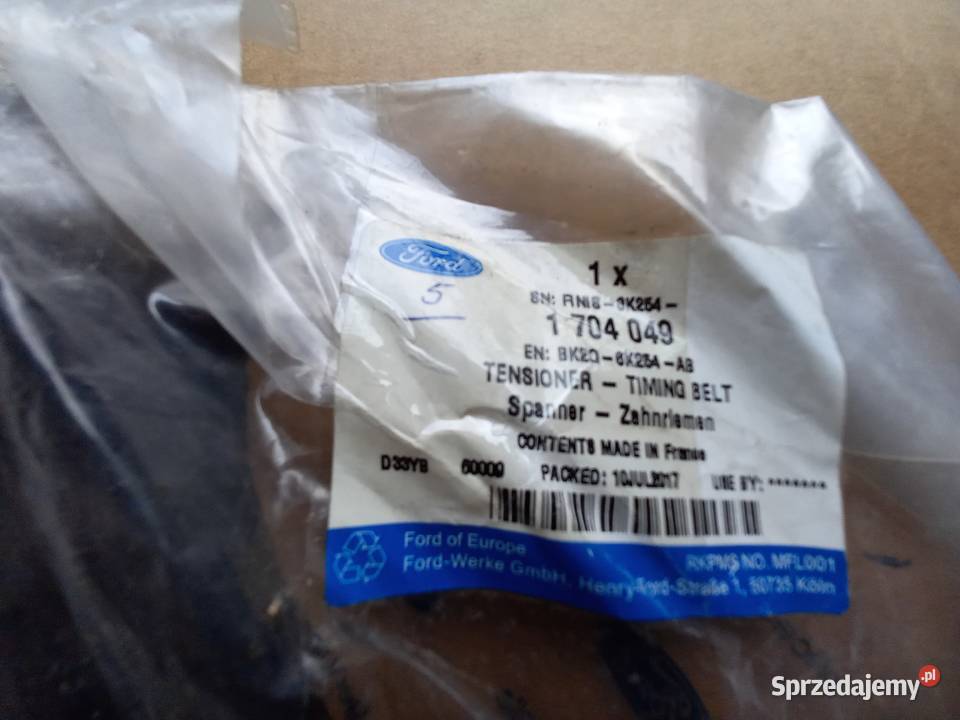 Ford
5
1 X
SN: RNIS-6K254-
1 704 049
EN: BK2Q-6K254-AB
TENSIONER - TIMING BELT
Spanner - Zahnriemen
CONTENTS MADE IN France
D33YB 60009 PACKED: 10JUL2017 USE BY: *******
Ford of Europe
Ford-Werke GmbH, Henry-Ford-Straße 1, 50735 Köln
RKPMS NO. MFL001
Sprzedajemy.pl